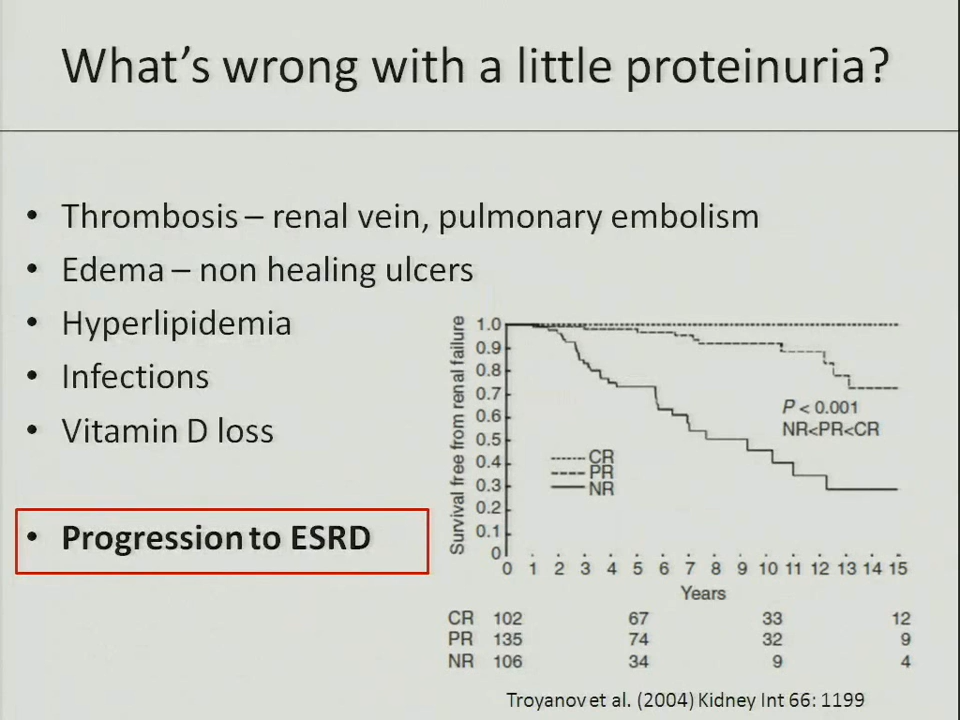 What's wrong with a little proteinuria?
• Thrombosis – renal vein, pulmonary embolism
• Edema – non healing ulcers
• Hyperlipidemia
• Infections
• Vitamin D loss
• Progression to ESRD
Survival free from renal failure
1.0
0.9
0.8
0.7
0.6
0.5
0.4
0.3
0.2
0.1
0
P < 0.001
NR<PR<CR
CR
PR
NR
0 1 2 3 4 5 6 7 8 9 10 11 12 13 14 15
Years
CR 102 67 33 12
PR 135 74 32 9
NR 106 34 9 4
Troyanov et al. (2004) Kidney Int 66: 1199